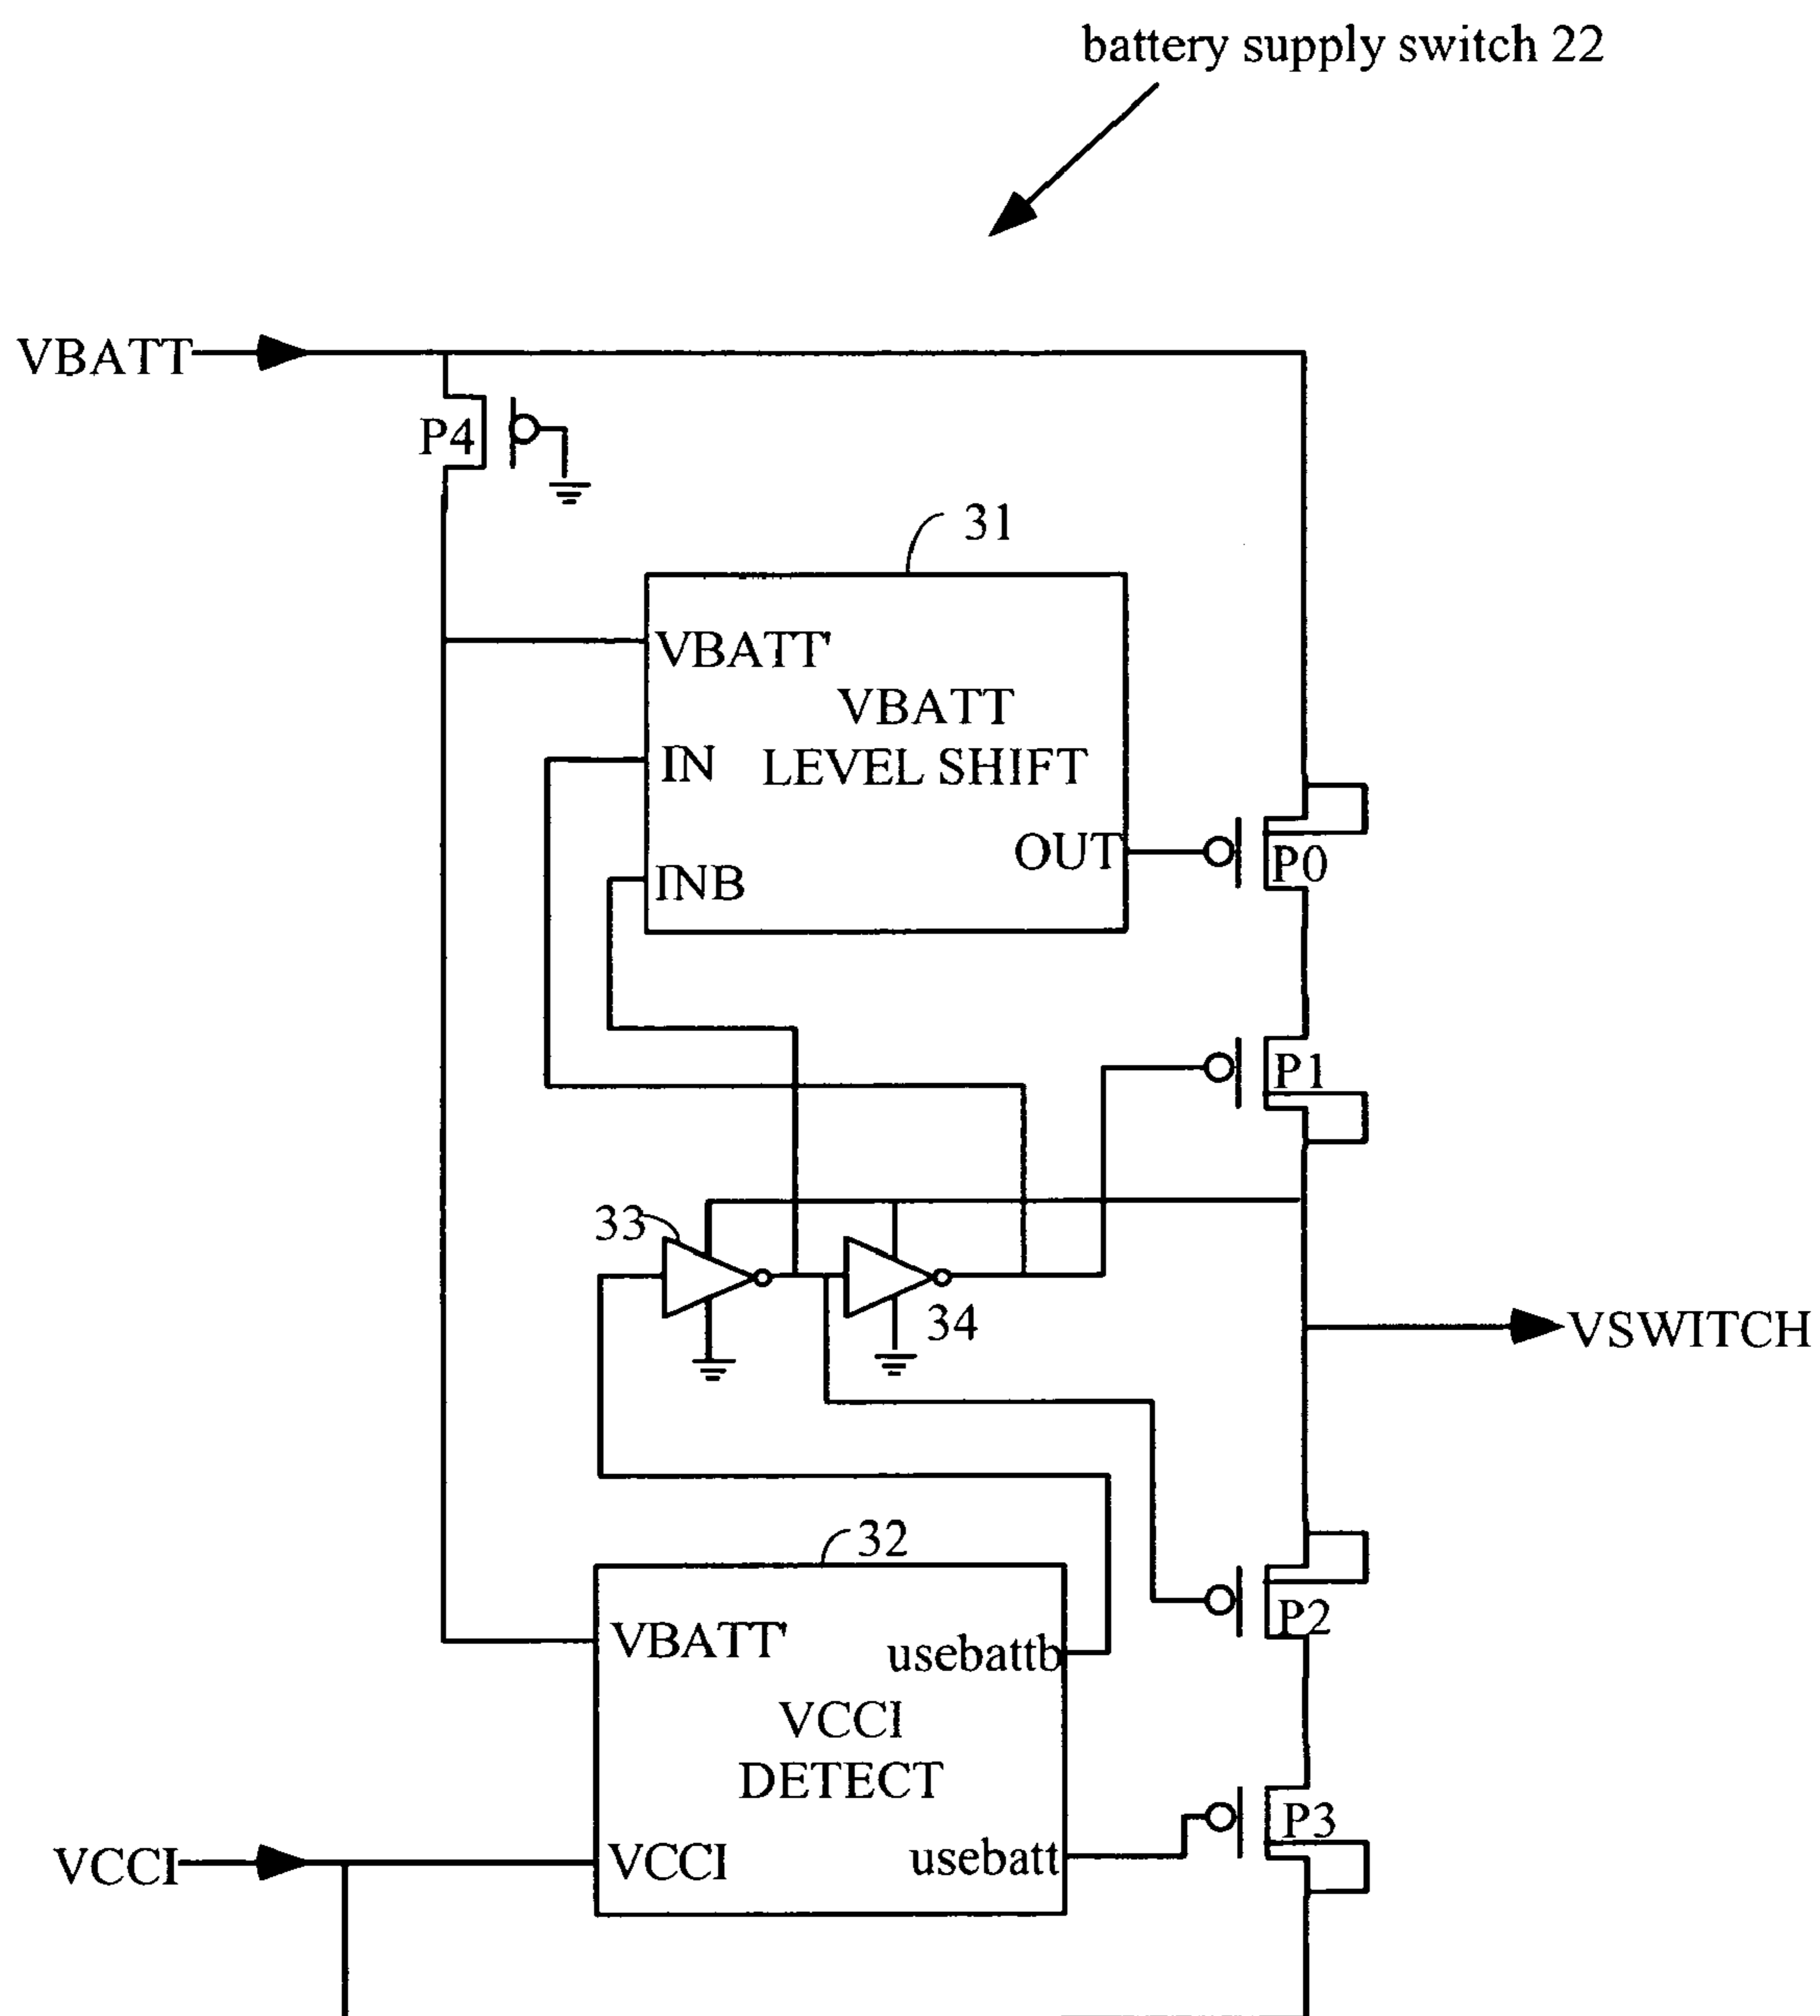 battery supply switch 22
VBATT
P4
31
VBATT'
VBATT
LEVEL SHIFT
IN
OUT
INB
P0
P1
33
34
VSWITCH
32
VBATT'
usebattb
VCCI
DETECT
P2
P3
VCCI
VCCI
usebatt